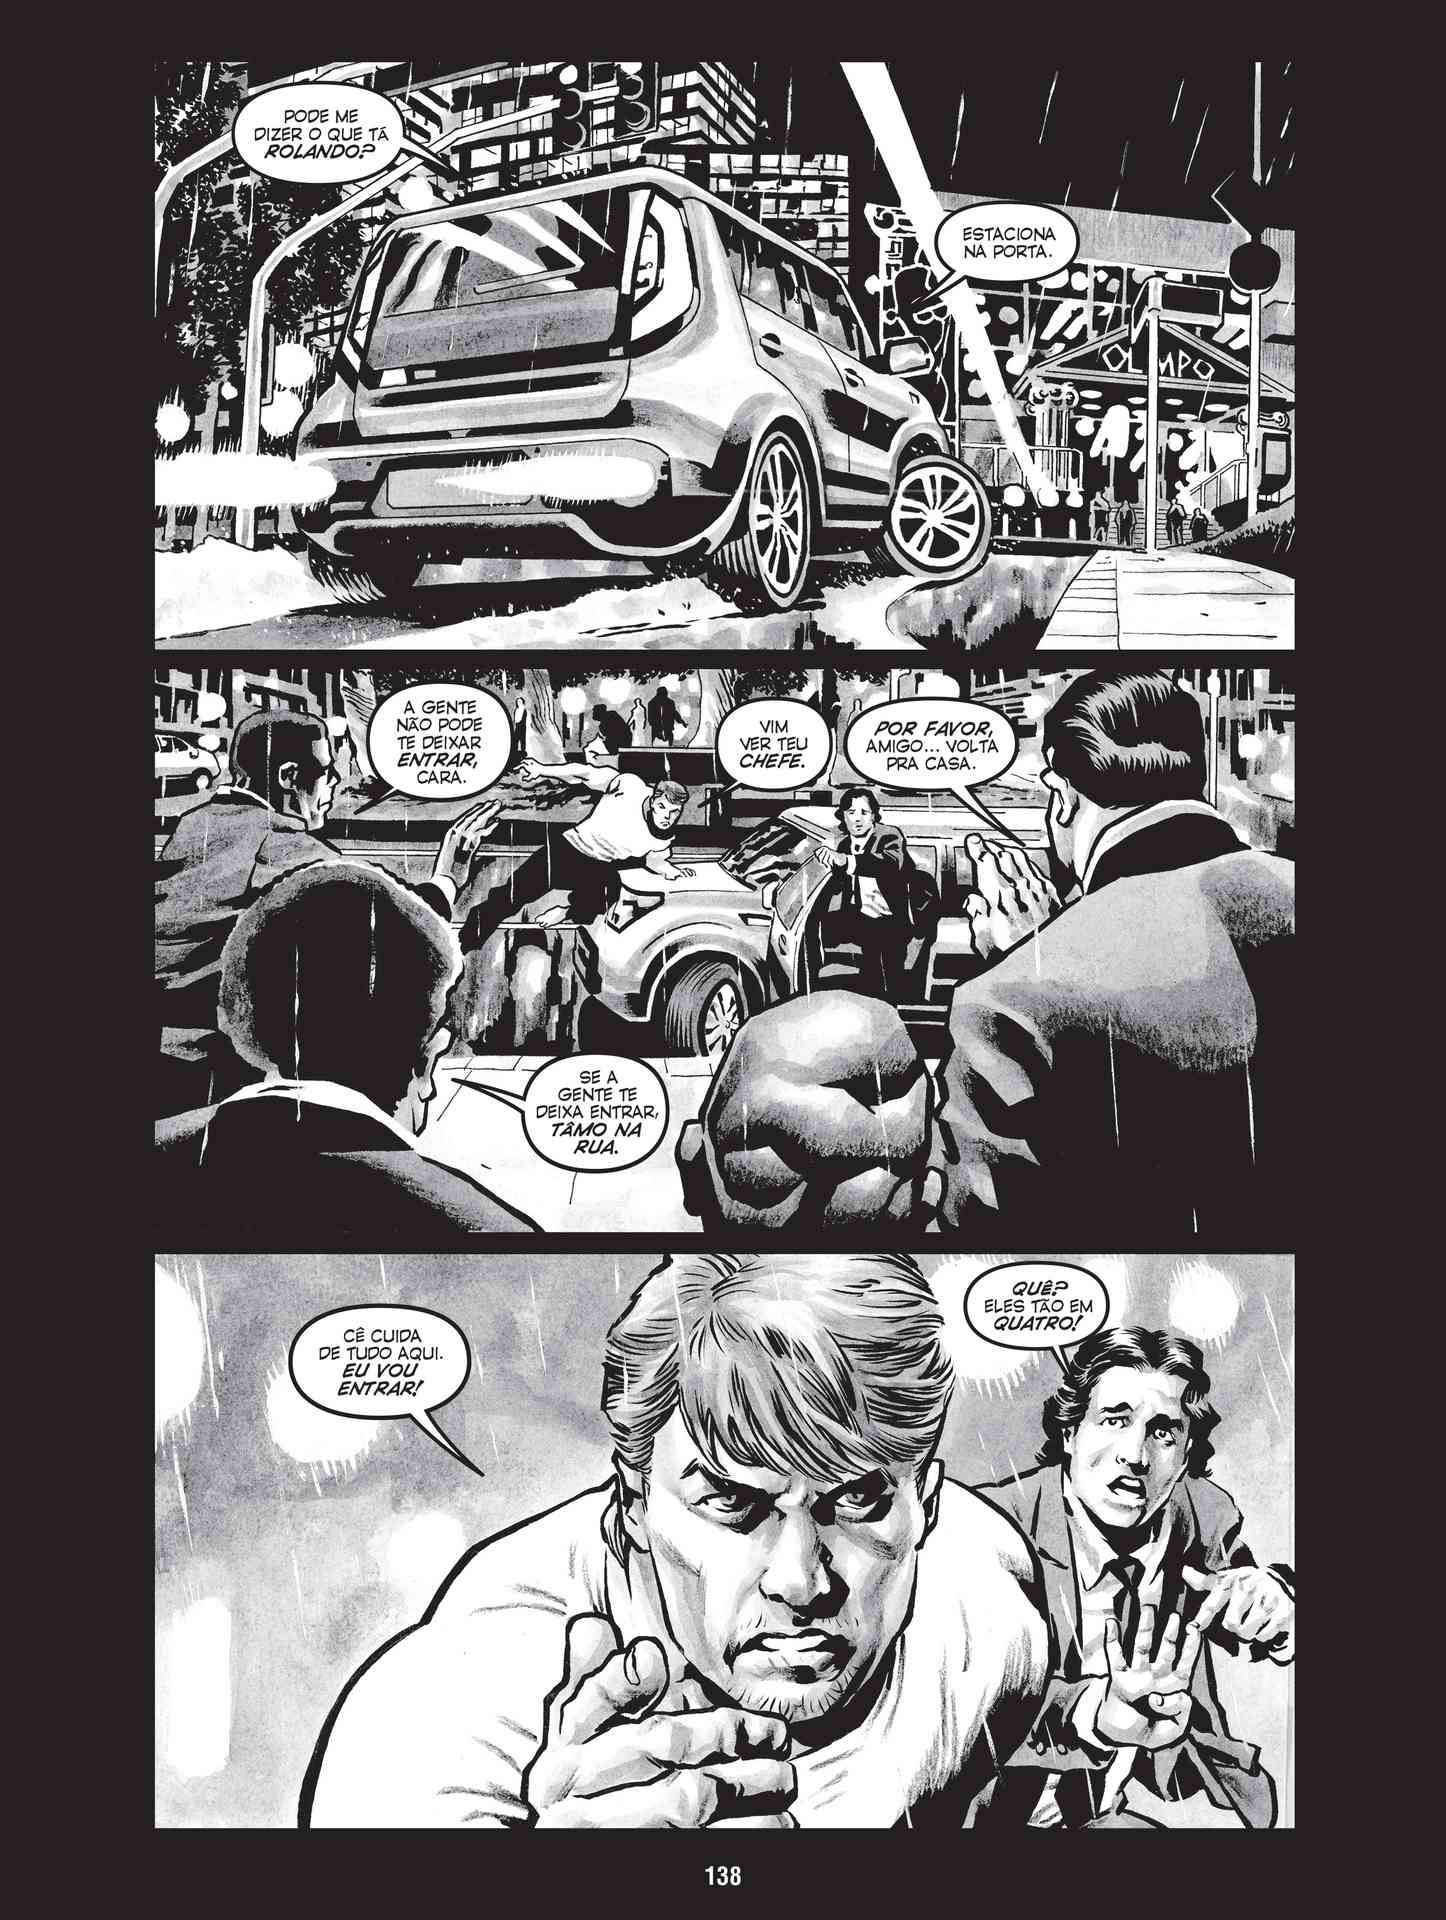 PODE ME
DIZER O QUE TÁ
ROLANDO?
ESTACIONA
NA PORTA.
OLIMPO
A GENTE
NÃO PODE
TE DEIXAR
ENTRAR,
CARA.
VIM
VER TEU
CHEFE.
POR FAVOR,
AMIGO... VOLTA
PRA CASA.
SE A
GENTE TE
DEIXA ENTRAR,
TÂMO NA
RUA.
CÊ CUIDA
DE TUDO AQUI.
EU VOU
ENTRAR!
QUÊ?
ELES TÃO EM
QUATRO!
138